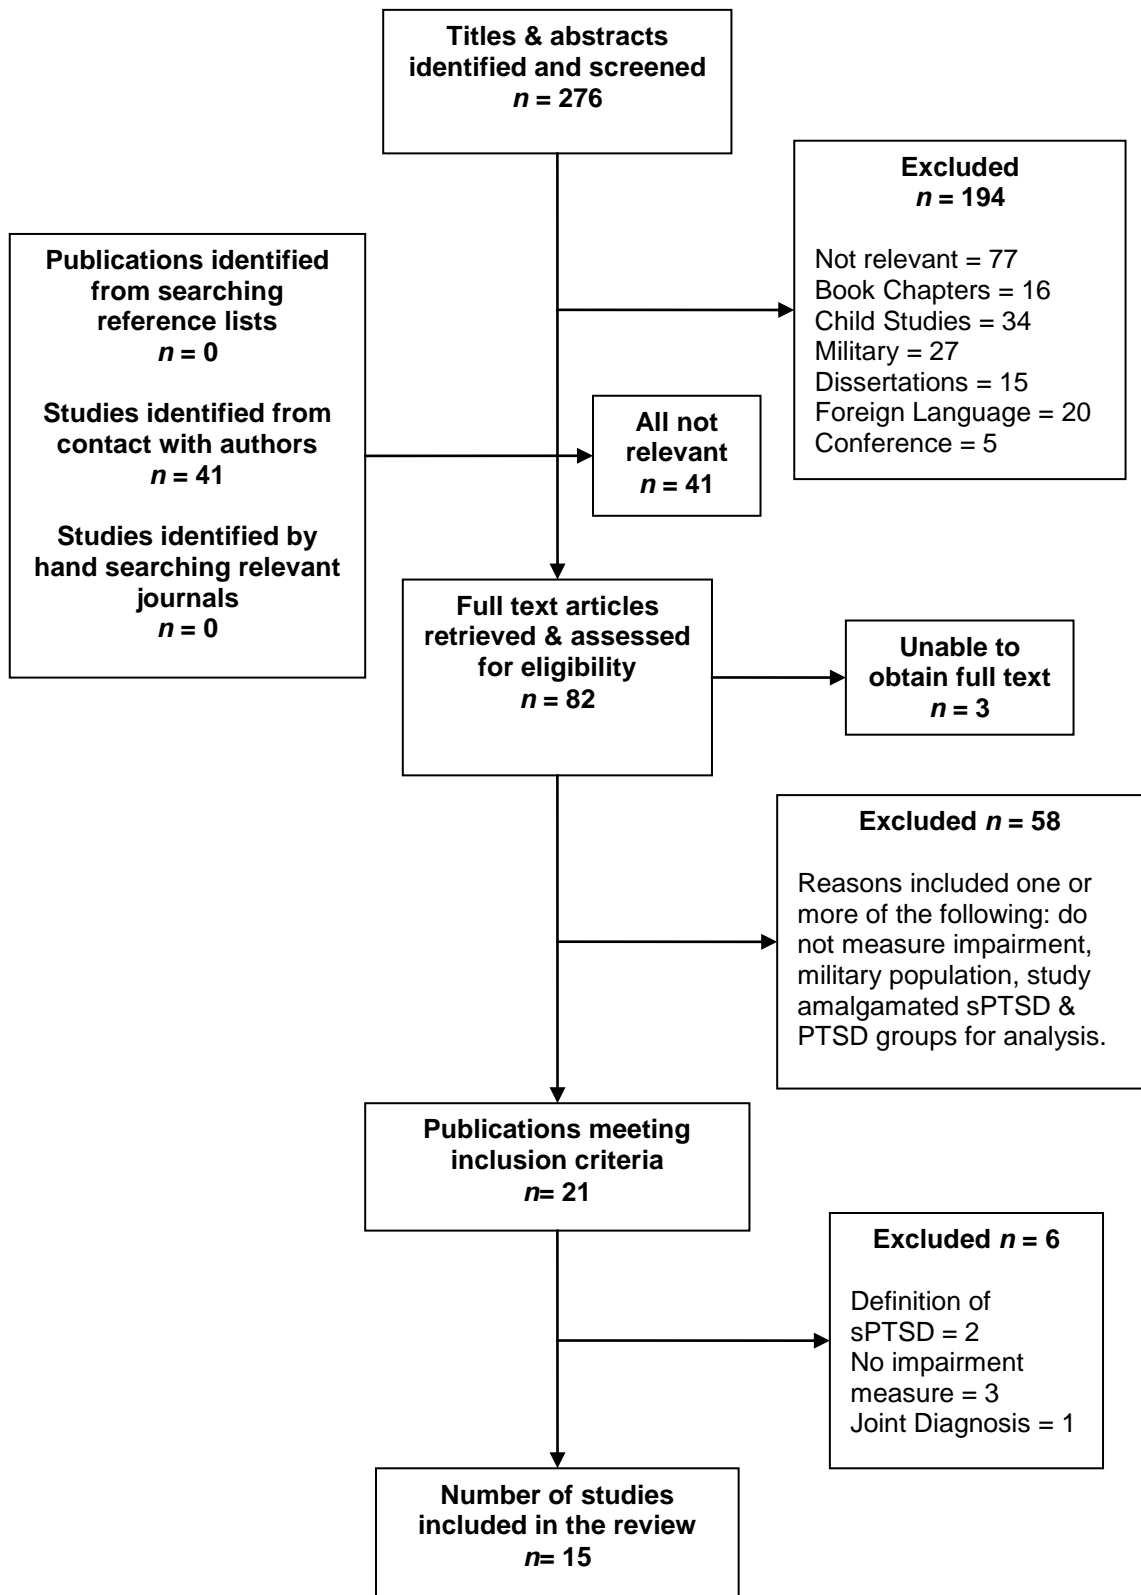 Titles & abstracts
identified and screened
n = 276
Excluded
n = 194
Not relevant = 77
Book Chapters = 16
Child Studies = 34
Military = 27
Dissertations = 15
Foreign Language = 20
Conference = 5
Publications identified
from searching
reference lists
n = 0
Studies identified from
contact with authors
n = 41
Studies identified by
hand searching relevant
journals
n = 0
All not
relevant
n = 41
Full text articles
retrieved & assessed
for eligibility
n = 82
Unable to
obtain full text
n = 3
Excluded n = 58
Reasons included one or
more of the following: do
not measure impairment,
military population, study
amalgamated sPTSD &
PTSD groups for analysis.
Publications meeting
inclusion criteria
n= 21
Excluded n = 6
Definition of
sPTSD = 2
No impairment
measure = 3
Joint Diagnosis = 1
Number of studies
included in the review
n= 15